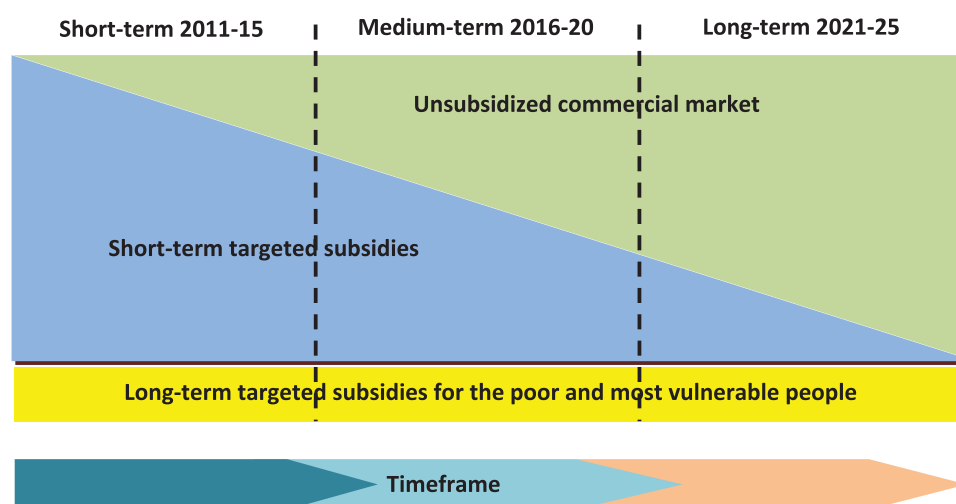 Short-term 2011-15
Medium-term 2016-20
Long-term 2021-25
Unsubsidized commercial market
Short-term targeted subsidies
Long-term targeted subsidies for the poor and most vulnerable people
Timeframe